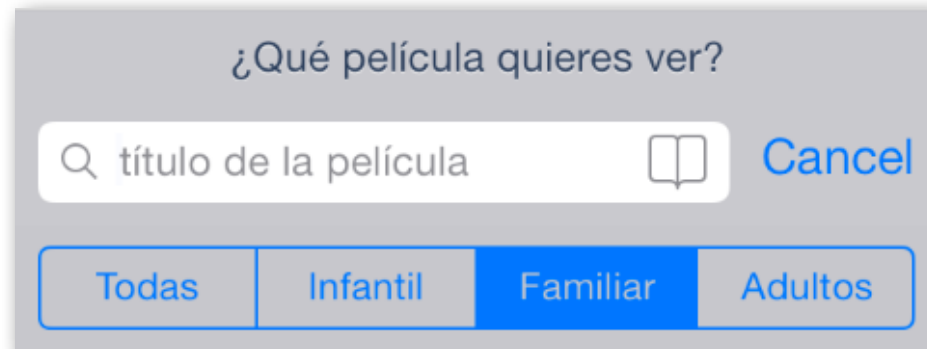 ¿Qué película quieres ver?
título de la película Cancel
Todas Infantil Familiar Adultos